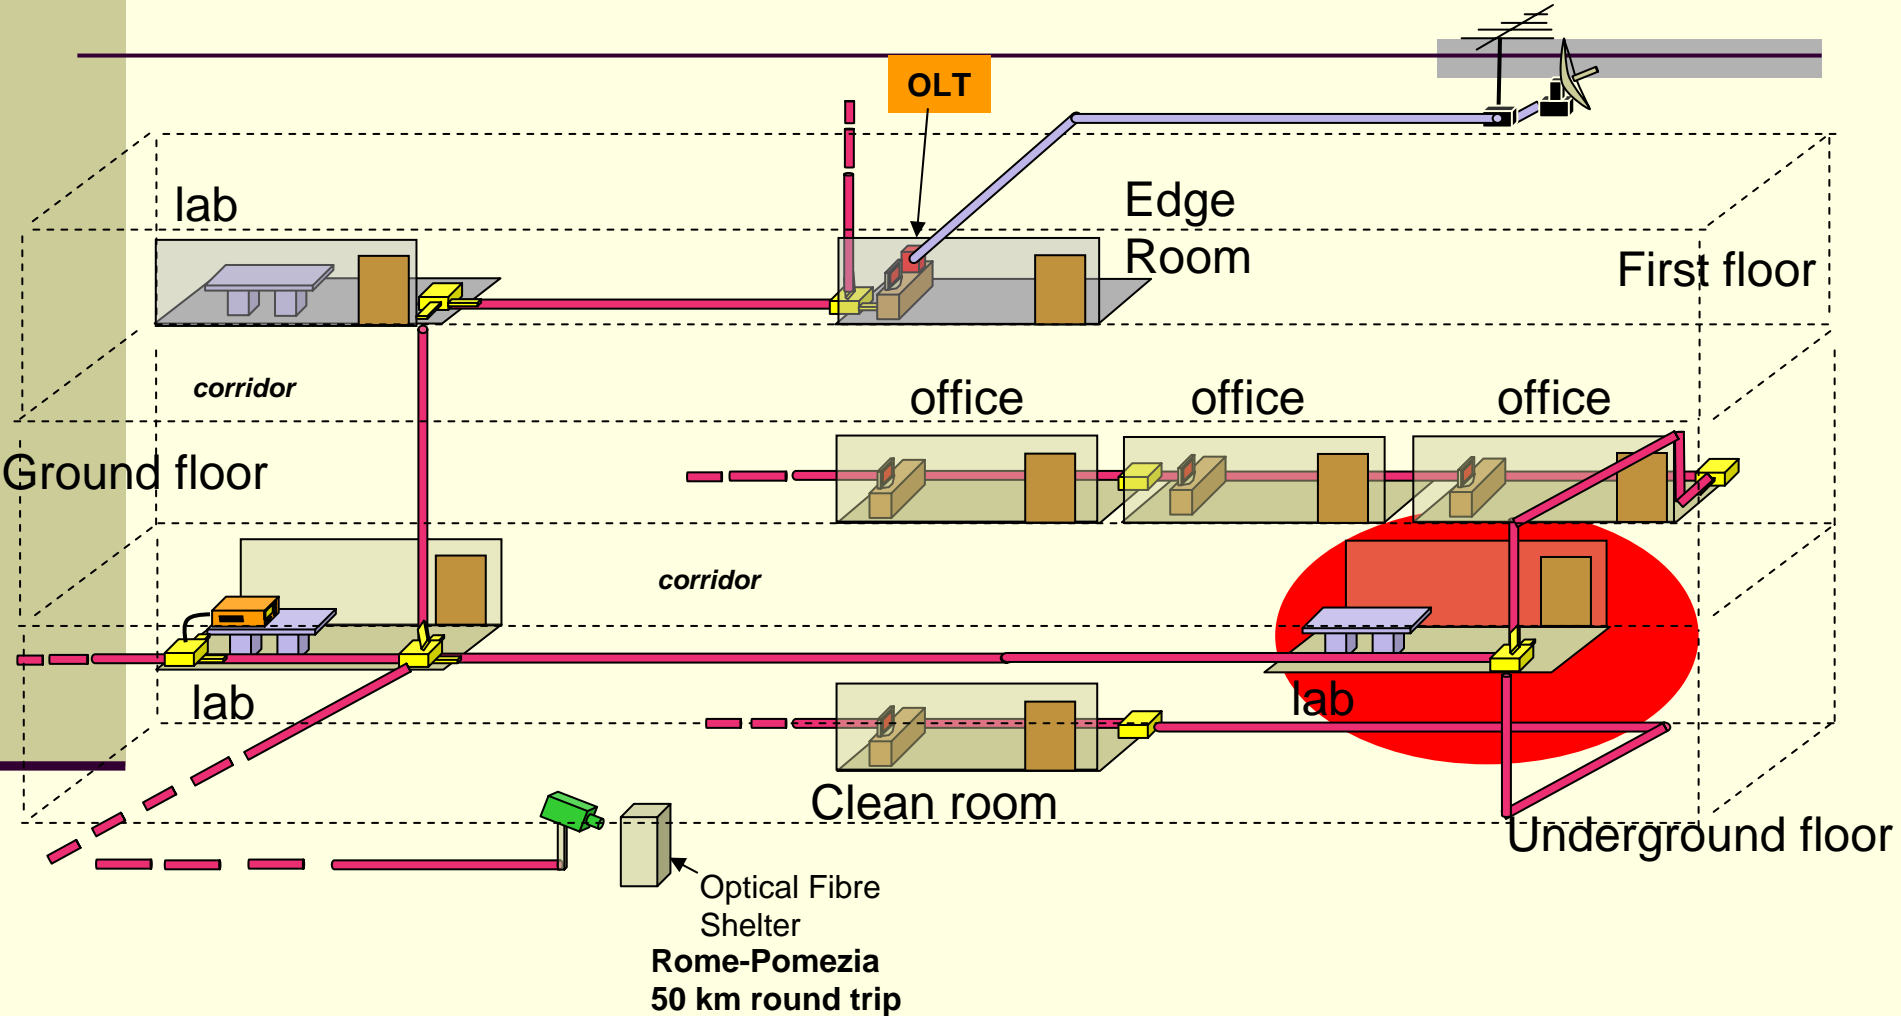 OLT
lab
Edge
Room
First floor
corridor
office office office
Ground floor
corridor
lab
lab
Clean room
Underground floor
Optical Fibre
Shelter
Rome-Pomezia
50 km round trip